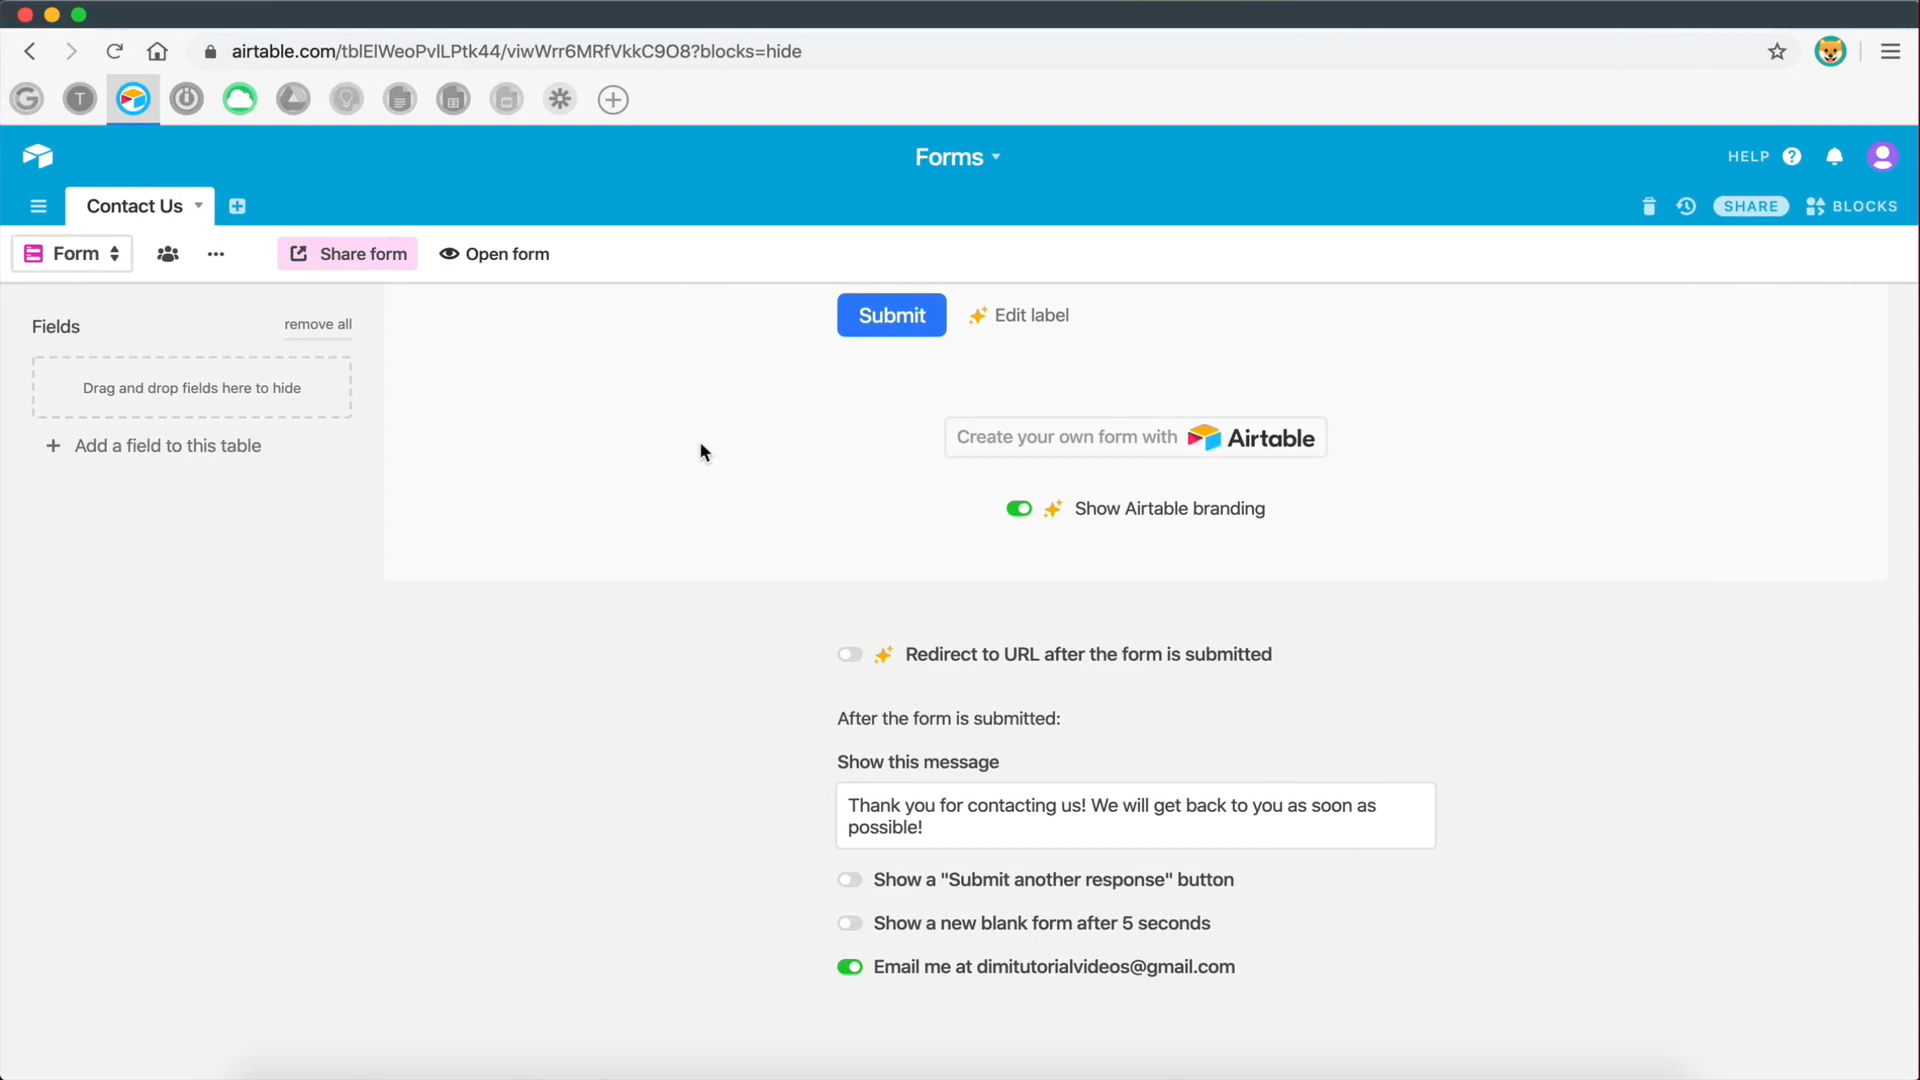 airtable.com/tblElWeoPvlLPtk44/viwWrr6MRfVkkC9O8?blocks=hide
G
T
Forms
HELP ?
Contact Us
SHARE
BLOCKS
Form
Share form
Open form
Fields
remove all
Drag and drop fields here to hide
+ Add a field to this table
Submit
Edit label
Create your own form with Airtable
Show Airtable branding
Redirect to URL after the form is submitted
After the form is submitted:
Show this message
Thank you for contacting us! We will get back to you as soon as
possible!
Show a "Submit another response" button
Show a new blank form after 5 seconds
Email me at dimitutorialvideos@gmail.com